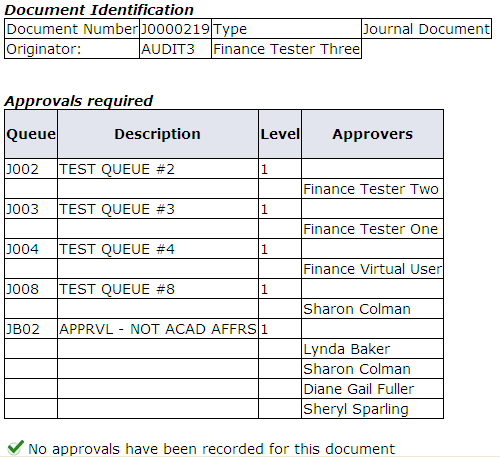 Document Identification
Document Number J0000219 Type Journal Document
Originator: AUDIT3 Finance Tester Three
Approvals required
Queue Description Level Approvers
J002 TEST QUEUE #2 1
Finance Tester Two
J003 TEST QUEUE #3 1
Finance Tester One
J004 TEST QUEUE #4 1
Finance Virtual User
J008 TEST QUEUE #8 1
Sharon Colman
JB02 APPRVL - NOT ACAD AFFRS 1
Lynda Baker
Sharon Colman
Diane Gail Fuller
Sheryl Sparling
No approvals have been recorded for this document